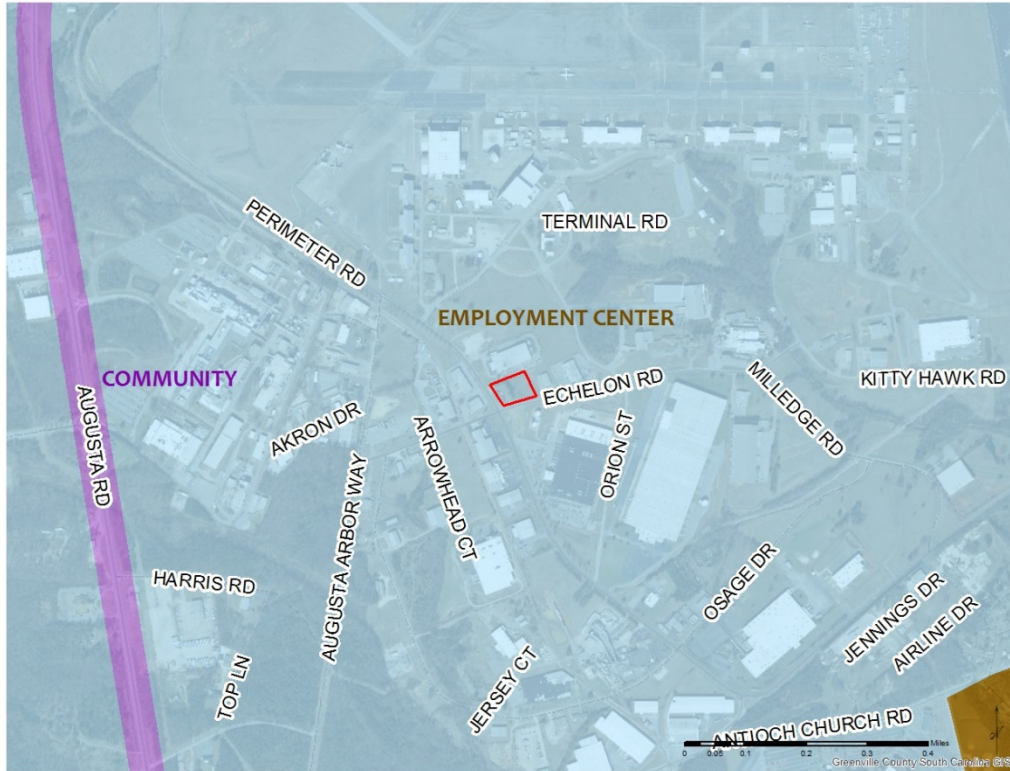 TERMINAL RD
PERIMETER RD
EMPLOYMENT CENTER
COMMUNITY
ECHELON RD
KITTY HAWK RD
MILLEDGE RD
AUGUSTA RD
AKRON DR
ARROWHEAD CT
ORION ST
AUGUSTA ARBOR WAY
HARRIS RD
OSAGE DR
JENNINGS DR
AIRLINE DR
TOP LN
JERSEY CT
ANTIOCH CHURCH RD
Miles
0 0.05 0.1 0.2 0.3 0.4
Greenville County South Carolina GIS